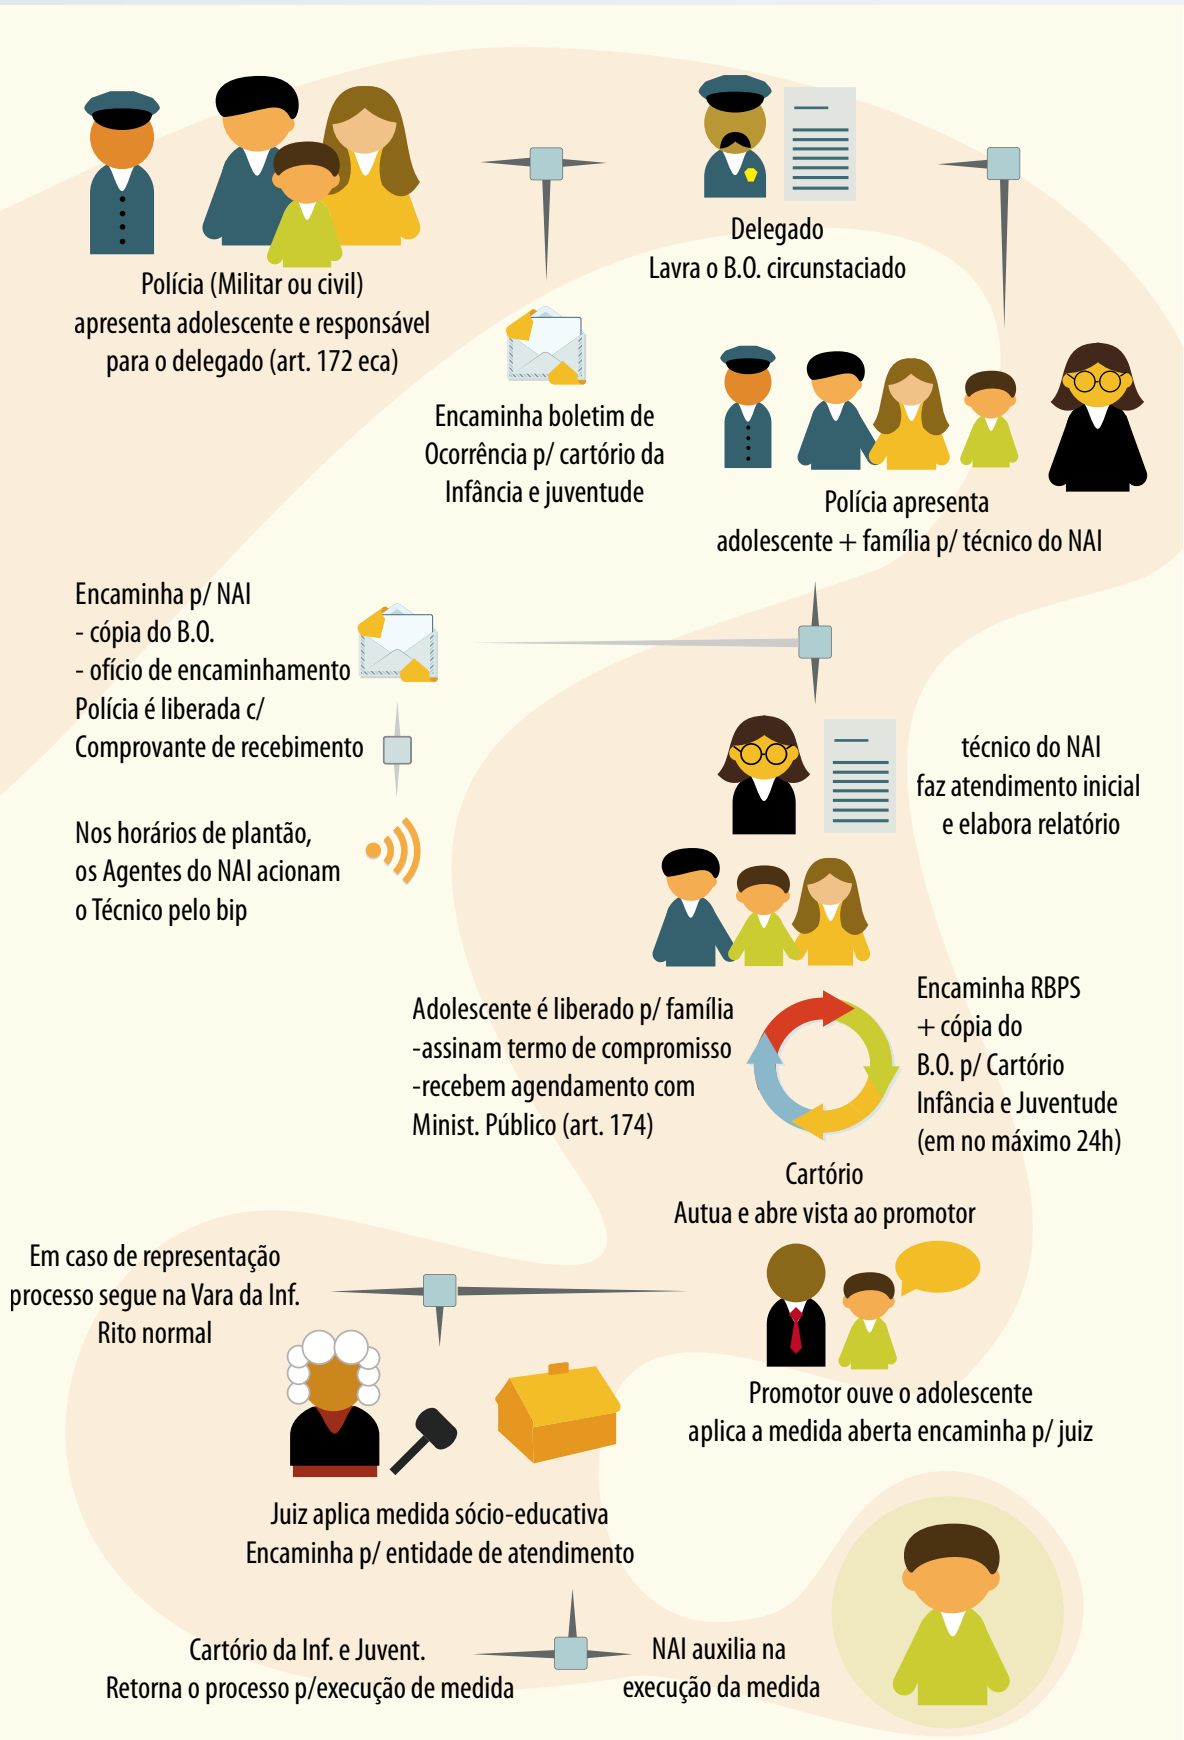 Polícia (Militar ou civil)
apresenta adolescente e responsável
para o delegado (art. 172 eca)
Delegado
Lavra o B.O. circunstaciado
Encaminha boletim de
Ocorrência p/ cartório da
Infância e juventude
Polícia apresenta
adolescente + família p/ técnico do NAI
Encaminha p/ NAI
- cópia do B.O.
- ofício de encaminhamento
Polícia é liberada c/
Comprovante de recebimento
técnico do NAI
faz atendimento inicial
e elabora relatório
Nos horários de plantão,
os Agentes do NAI acionam
o Técnico pelo bip
Adolescente é liberado p/ família
-assinam termo de compromisso
-recebem agendamento com
Minist. Público (art. 174)
Encaminha RBPS
+ cópia do
B.O. p/ Cartório
Infância e Juventude
(em no máximo 24h)
Cartório
Autua e abre vista ao promotor
Em caso de representação
processo segue na Vara da Inf.
Rito normal
Promotor ouve o adolescente
aplica a medida aberta encaminha p/ juiz
Juiz aplica medida sócio-educativa
Encaminha p/ entidade de atendimento
Cartório da Inf. e Juvent.
Retorna o processo p/execução de medida
NAI auxilia na
execução da medida